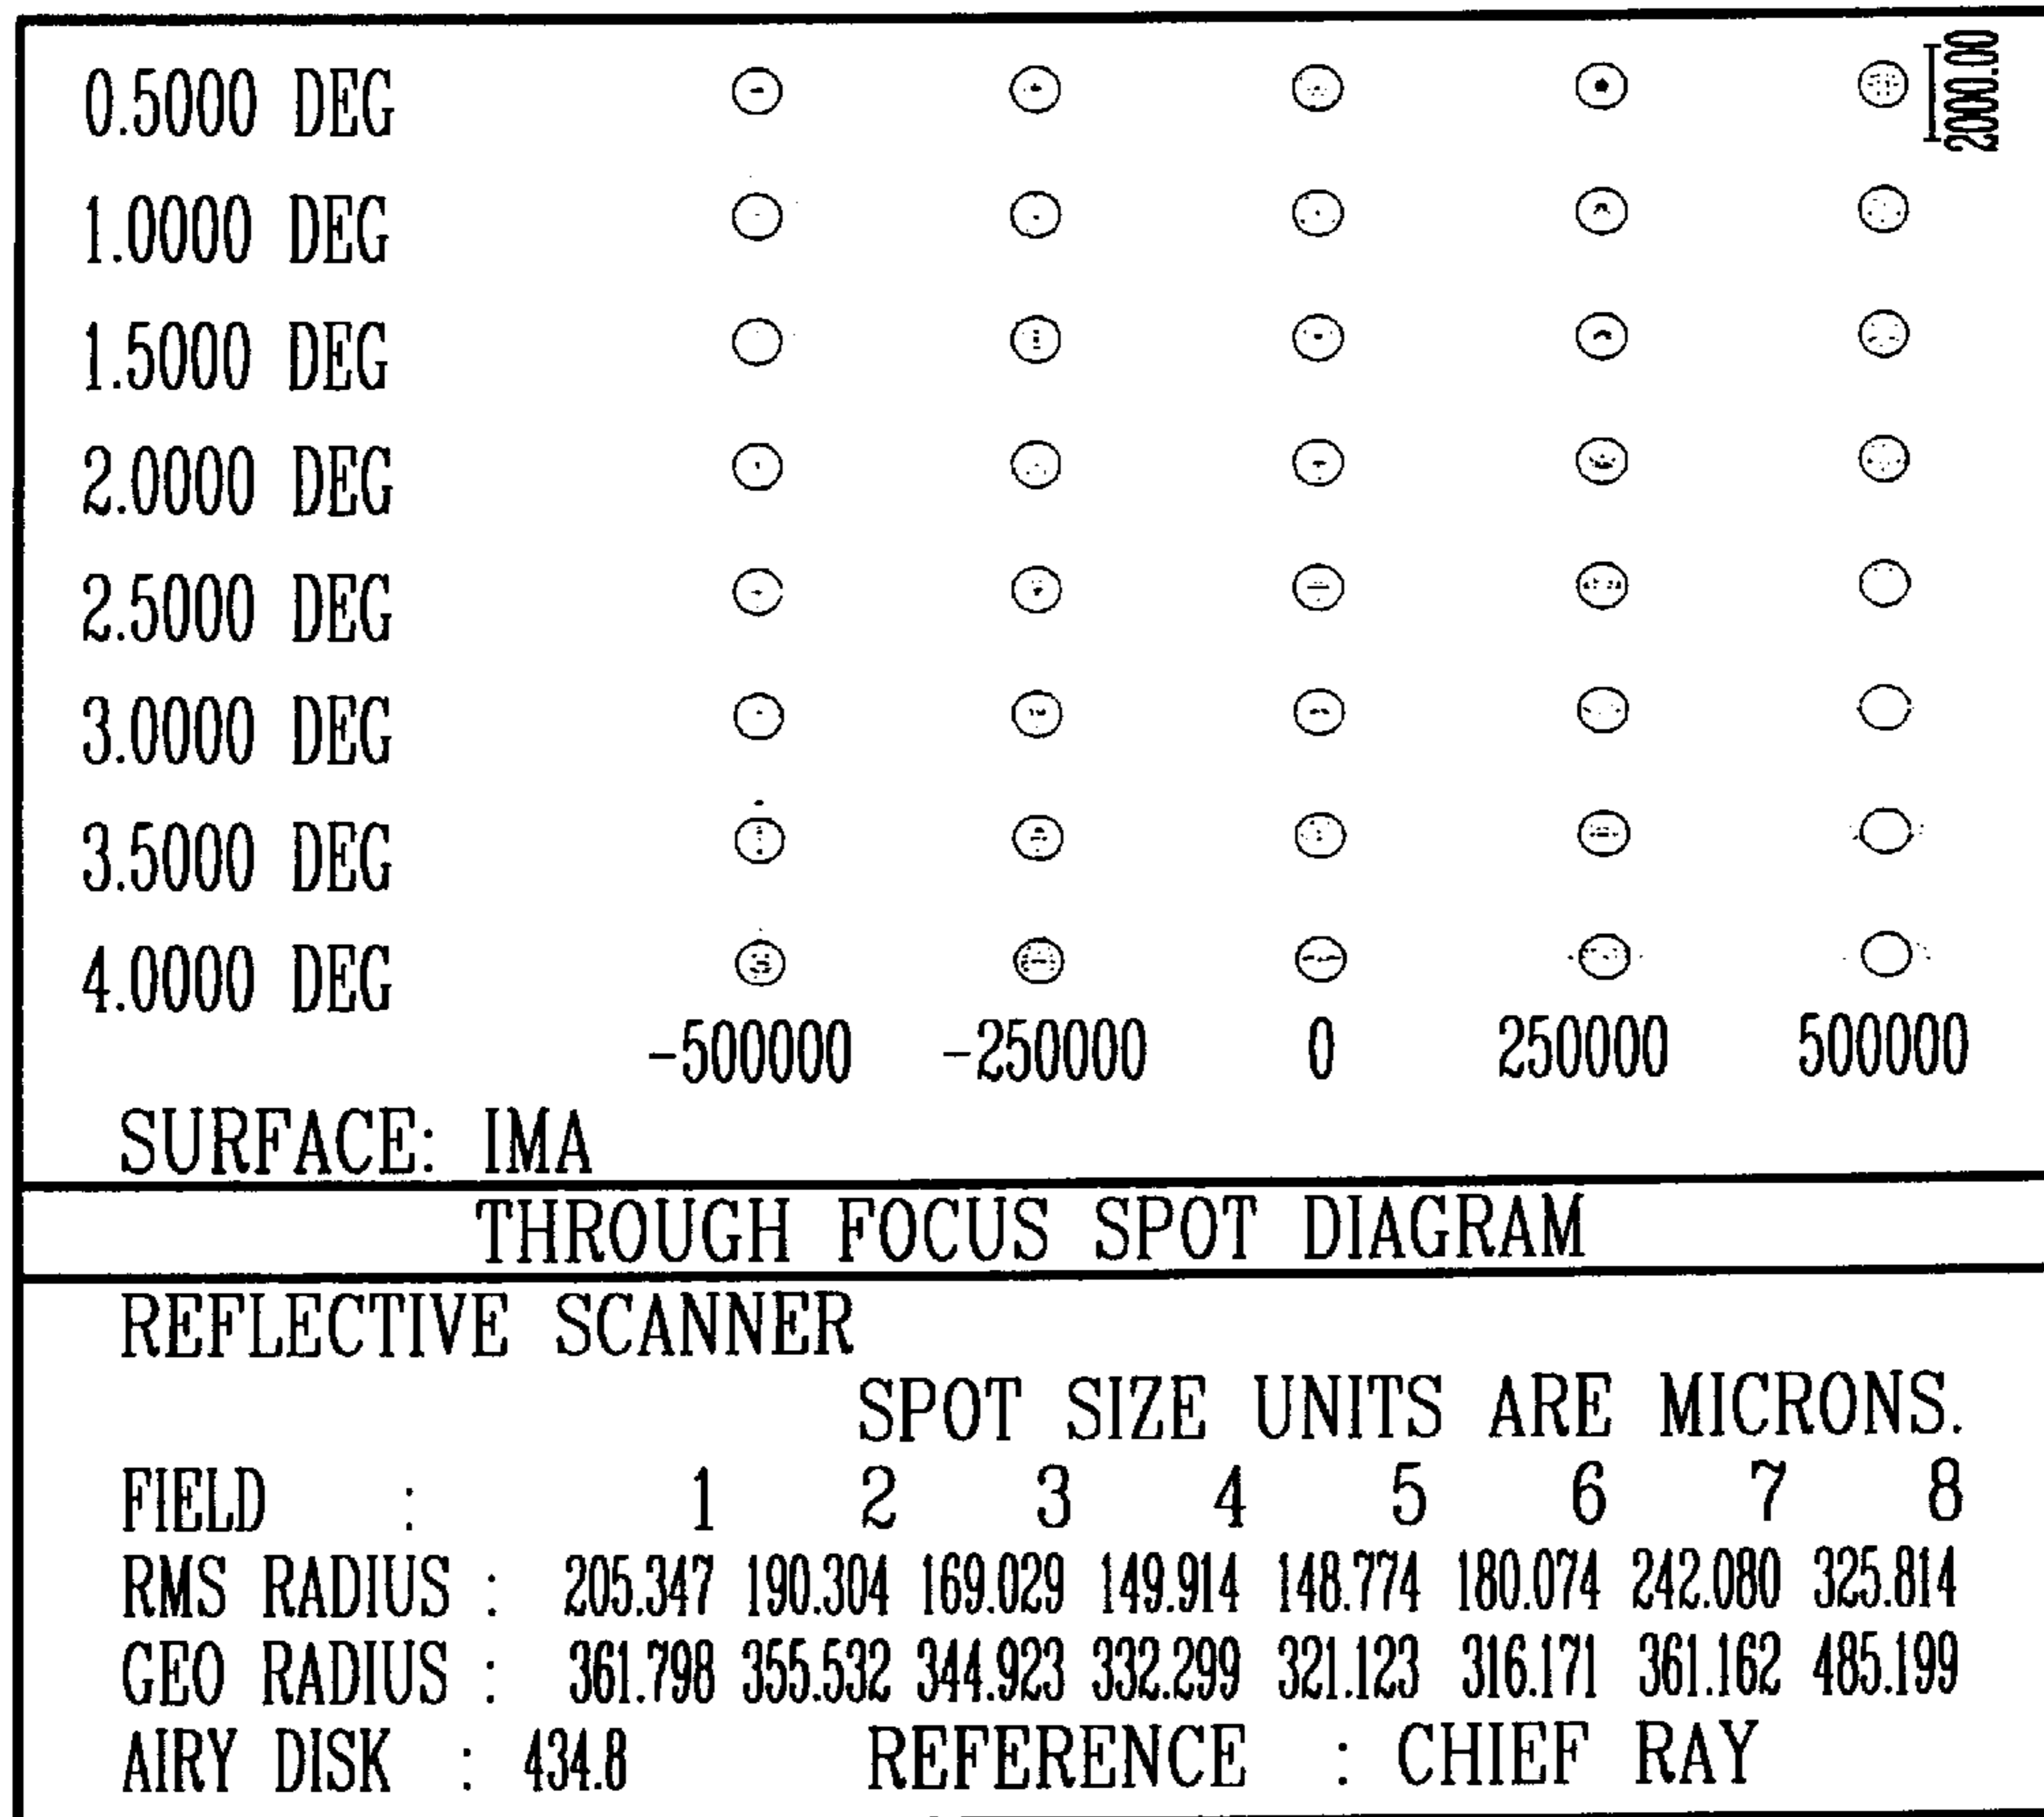 0.5000 DEG
2000.00
1.0000 DEG
1.5000 DEG
2.0000 DEG
2.5000 DEG
3.0000 DEG
3.5000 DEG
4.0000 DEG
-500000 -250000 0 250000 500000
SURFACE: IMA
THROUGH FOCUS SPOT DIAGRAM
REFLECTIVE SCANNER
SPOT SIZE UNITS ARE MICRONS.
FIELD : 1 2 3 4 5 6 7 8
RMS RADIUS : 205.347 190.304 169.029 149.914 148.774 180.074 242.080 325.814
GEO RADIUS : 361.798 355.532 344.923 332.299 321.123 316.171 361.162 485.199
AIRY DISK : 434.8 REFERENCE : CHIEF RAY